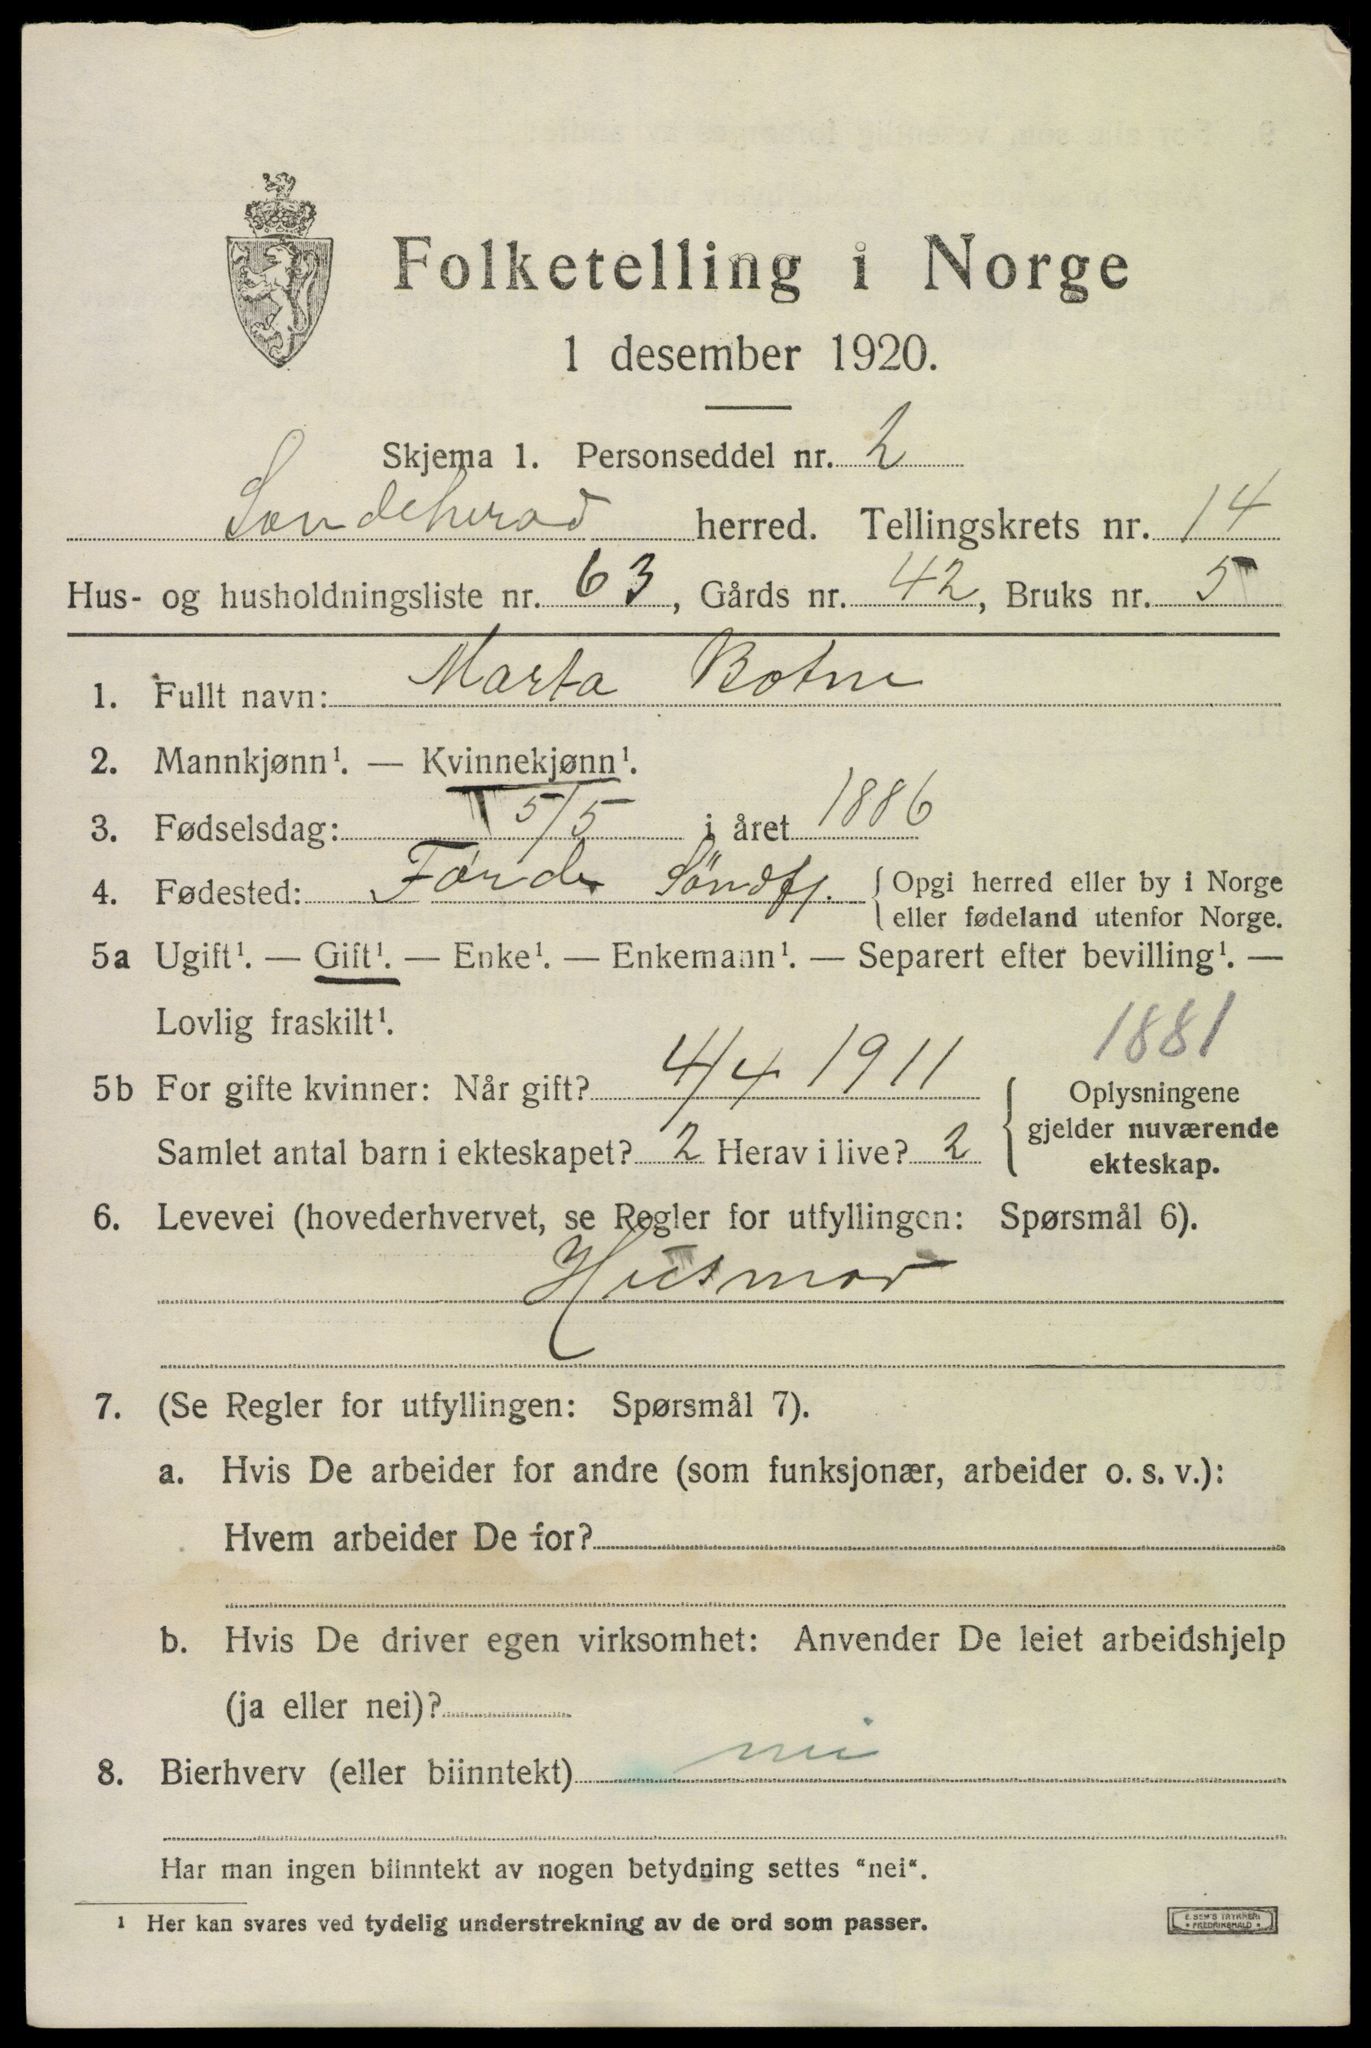 Folketelling i Norge
1 desember 1920.
Skjema 1. Personseddel nr. 2
Sandeherad herred. Tellingskrets nr. 14
Hus- og husholdningsliste nr. 63, Gårds nr. 42, Bruks nr. 5
1. Fullt navn: Marta Botne
2. Mannkjønn¹. — Kvinnekjønn¹.
3. Fødselsdag: 5/5 i året 1886
4. Fødested: Førde Söndfj. { Opgi herred eller by i Norge
eller fødeland utenfor Norge.
5a Ugift¹. — Gift¹. — Enke¹. — Enkemann¹. — Separert efter bevilling¹. —
Lovlig fraskilt¹.
1881
5b For gifte kvinner: Når gift? 4/4 1911
Samlet antal barn i ekteskapet? 2 Herav i live? 2
{ Oplysningene
gjelder nuværende
ekteskap.
6. Levevei (hovederhvervet, se Regler for utfyllingen: Spørsmål 6).
Husmor
7. (Se Regler for utfyllingen: Spørsmål 7).
a. Hvis De arbeider for andre (som funksjonær, arbeider o. s. v.):
Hvem arbeider De for?
b. Hvis De driver egen virksomhet: Anvender De leiet arbeidshjelp
(ja eller nei)?
8. Bierhverv (eller biinntekt) nei
Har man ingen biinntekt av nogen betydning settes “nei“.
¹ Her kan svares ved tydelig understrekning av de ord som passer.
E. SEM'S TRYKKERI
• FREDRIKSHALD •